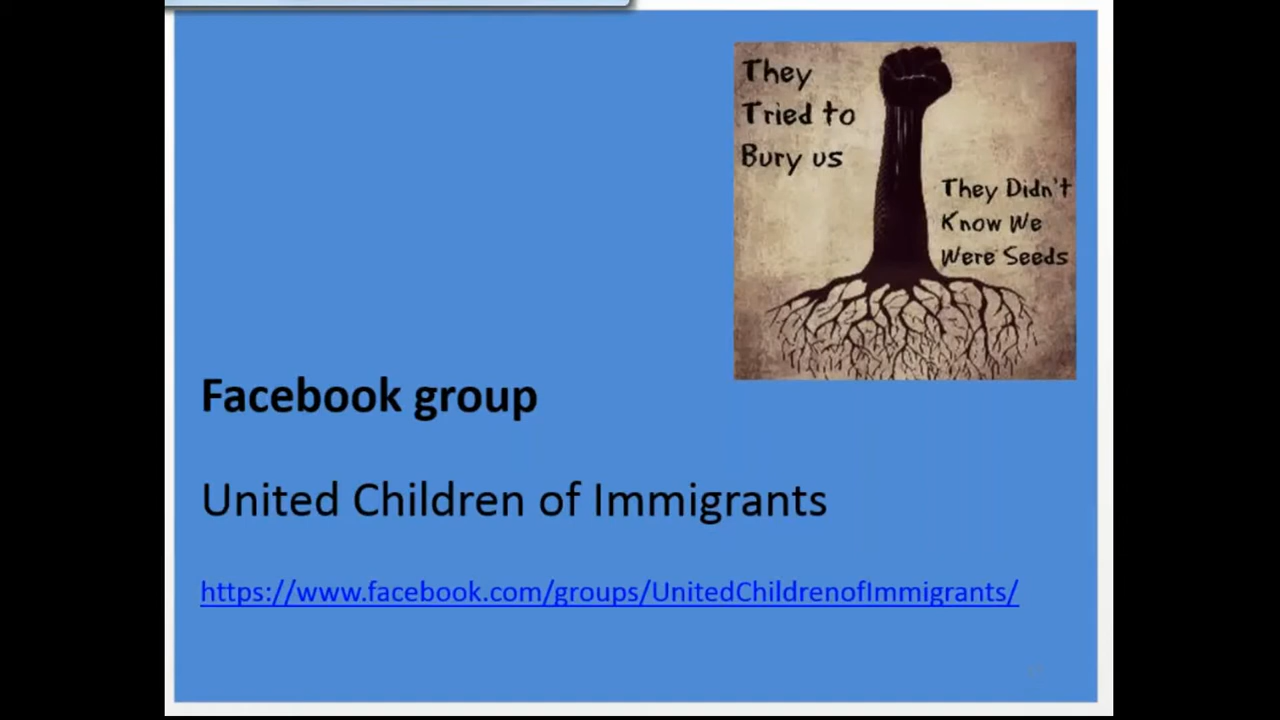 They
Tried to
Bury us
They Didn't
Know We
Were Seeds
Facebook group
United Children of Immigrants
https://www.facebook.com/groups/UnitedChildrenofImmigrants/